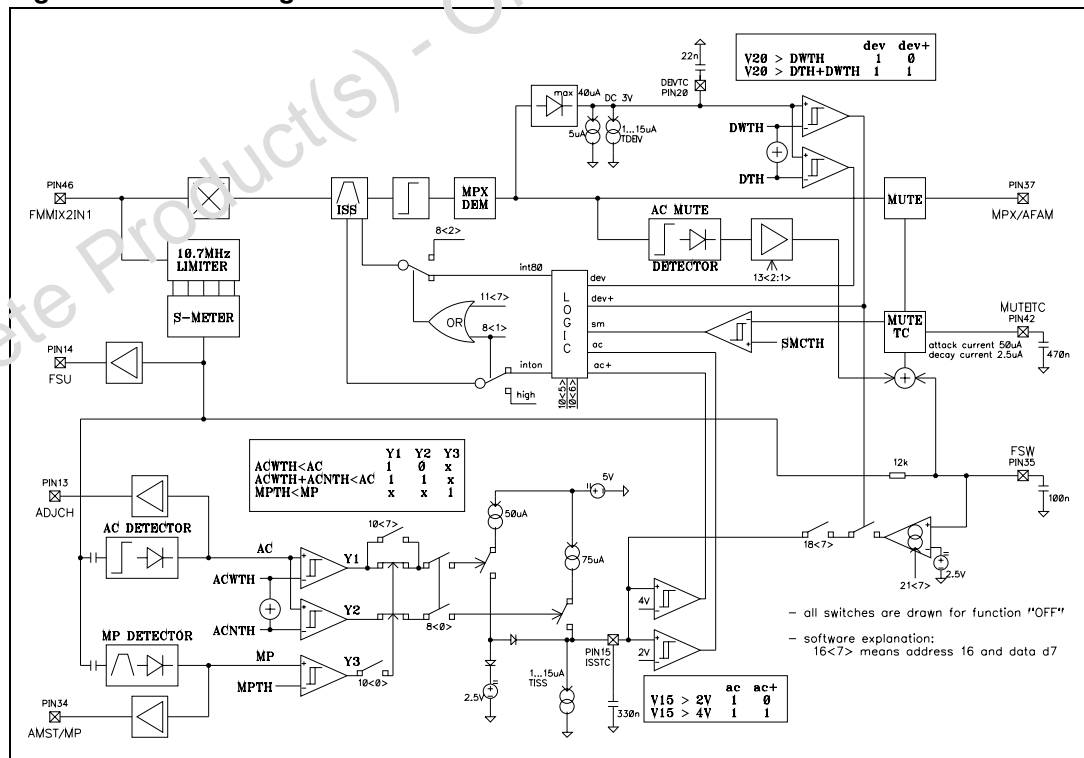 ete Product(s) - O
22n
DEVTC
PIN20
dev dev+
V20 > DWTH 1 0
V20 > DTH+DWTH 1 1
max 40uA
DC 3V
5uA
1...15uA
TDEV
DWTH
DTH
PIN46
FMMIX2IN1
ISS
MPX
DEM
MUTE
PIN37
MPX/AFAM
AC MUTE
DETECTOR
13<2:1>
10.7MHz
LIMITER
S-METER
8<2>
int80
11<7>
OR
8<1>
inton
high
LOGIC
dev
dev+
sm
ac
ac+
10<5>
10<6>
SMCTH
MUTE
TC
MUTETC
PIN42
attack current 50uA
decay current 2.5uA
470n
PIN14
FSU
12k
FSW
PIN35
100n
18<7>
21<7>
2.5V
Y1 Y2 Y3
ACWTH<AC 1 0 x
ACWTH+ACNTH<AC 1 1 x
MPTH<MP x x 1
PIN13
ADJCH
AC DETECTOR
AC
ACWTH
ACNTH
Y1
Y2
10<7>
8<0>
50uA
5V
75uA
MP DETECTOR
MP
MPTH
Y3
10<0>
PIN34
AMST/MP
2.5V
1...15uA
TISS
PIN15
ISSTC
330n
4V
2V
ac ac+
V15 > 2V 1 0
V15 > 4V 1 1
- all switches are drawn for function "OFF"
- software explanation:
16<7> means address 16 and data d7